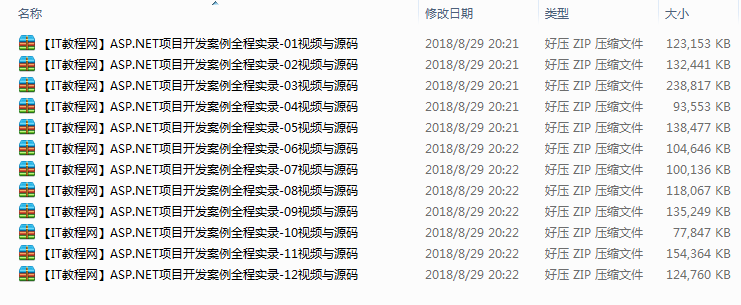 名称 修改日期 类型 大小
【IT教程网】ASP.NET项目开发案例全程实录-01视频与源码 2018/8/29 20:21 好压 ZIP 压缩文件 123,153 KB
【IT教程网】ASP.NET项目开发案例全程实录-02视频与源码 2018/8/29 20:21 好压 ZIP 压缩文件 132,441 KB
【IT教程网】ASP.NET项目开发案例全程实录-03视频与源码 2018/8/29 20:21 好压 ZIP 压缩文件 238,817 KB
【IT教程网】ASP.NET项目开发案例全程实录-04视频与源码 2018/8/29 20:21 好压 ZIP 压缩文件 93,553 KB
【IT教程网】ASP.NET项目开发案例全程实录-05视频与源码 2018/8/29 20:21 好压 ZIP 压缩文件 138,477 KB
【IT教程网】ASP.NET项目开发案例全程实录-06视频与源码 2018/8/29 20:22 好压 ZIP 压缩文件 104,646 KB
【IT教程网】ASP.NET项目开发案例全程实录-07视频与源码 2018/8/29 20:22 好压 ZIP 压缩文件 100,136 KB
【IT教程网】ASP.NET项目开发案例全程实录-08视频与源码 2018/8/29 20:22 好压 ZIP 压缩文件 118,067 KB
【IT教程网】ASP.NET项目开发案例全程实录-09视频与源码 2018/8/29 20:22 好压 ZIP 压缩文件 135,249 KB
【IT教程网】ASP.NET项目开发案例全程实录-10视频与源码 2018/8/29 20:22 好压 ZIP 压缩文件 77,847 KB
【IT教程网】ASP.NET项目开发案例全程实录-11视频与源码 2018/8/29 20:22 好压 ZIP 压缩文件 154,364 KB
【IT教程网】ASP.NET项目开发案例全程实录-12视频与源码 2018/8/29 20:22 好压 ZIP 压缩文件 124,760 KB